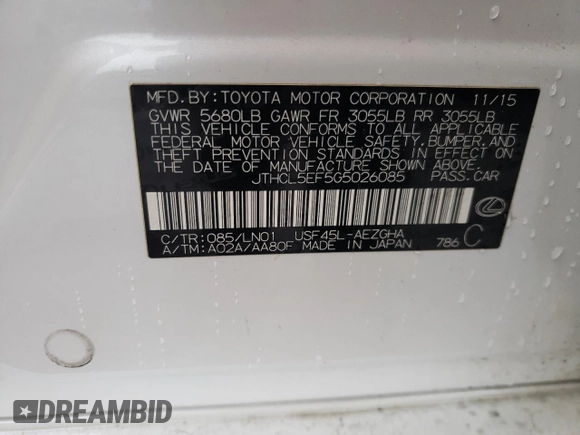 MFD.BY:TOYOTA MOTOR CORPORATION 11/15
GVWR 5680LB GAWR FR 3055LB RR 3055LB
THIS VEHICLE CONFORMS TO ALL APPLICABLE
FEDERAL MOTOR VEHICLE SAFETY,BUMPER,AND
THEFT PREVENTION STANDARDS IN EFFECT ON
THE DATE OF MANUFACTURE SHOWN ABOVE.
JTHCL5EF5G5026085 PASS.CAR
C/TR:085/LN01 USF45L-AEZGHA
A/TM:A02A/AA80F MADE IN JAPAN 786 C
DREAMBID